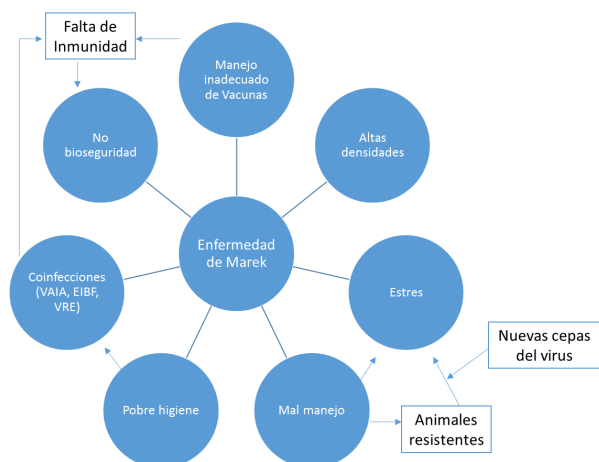 Falta de
Inmunidad
Manejo
inadecuado
de Vacunas
No
bioseguridad
Altas
densidades
Enfermedad
de Marek
Coinfecciones
(VAIA, EIBF,
VRE)
Estres
Nuevas cepas
del virus
Pobre higiene
Mal manejo
Animales
resistentes